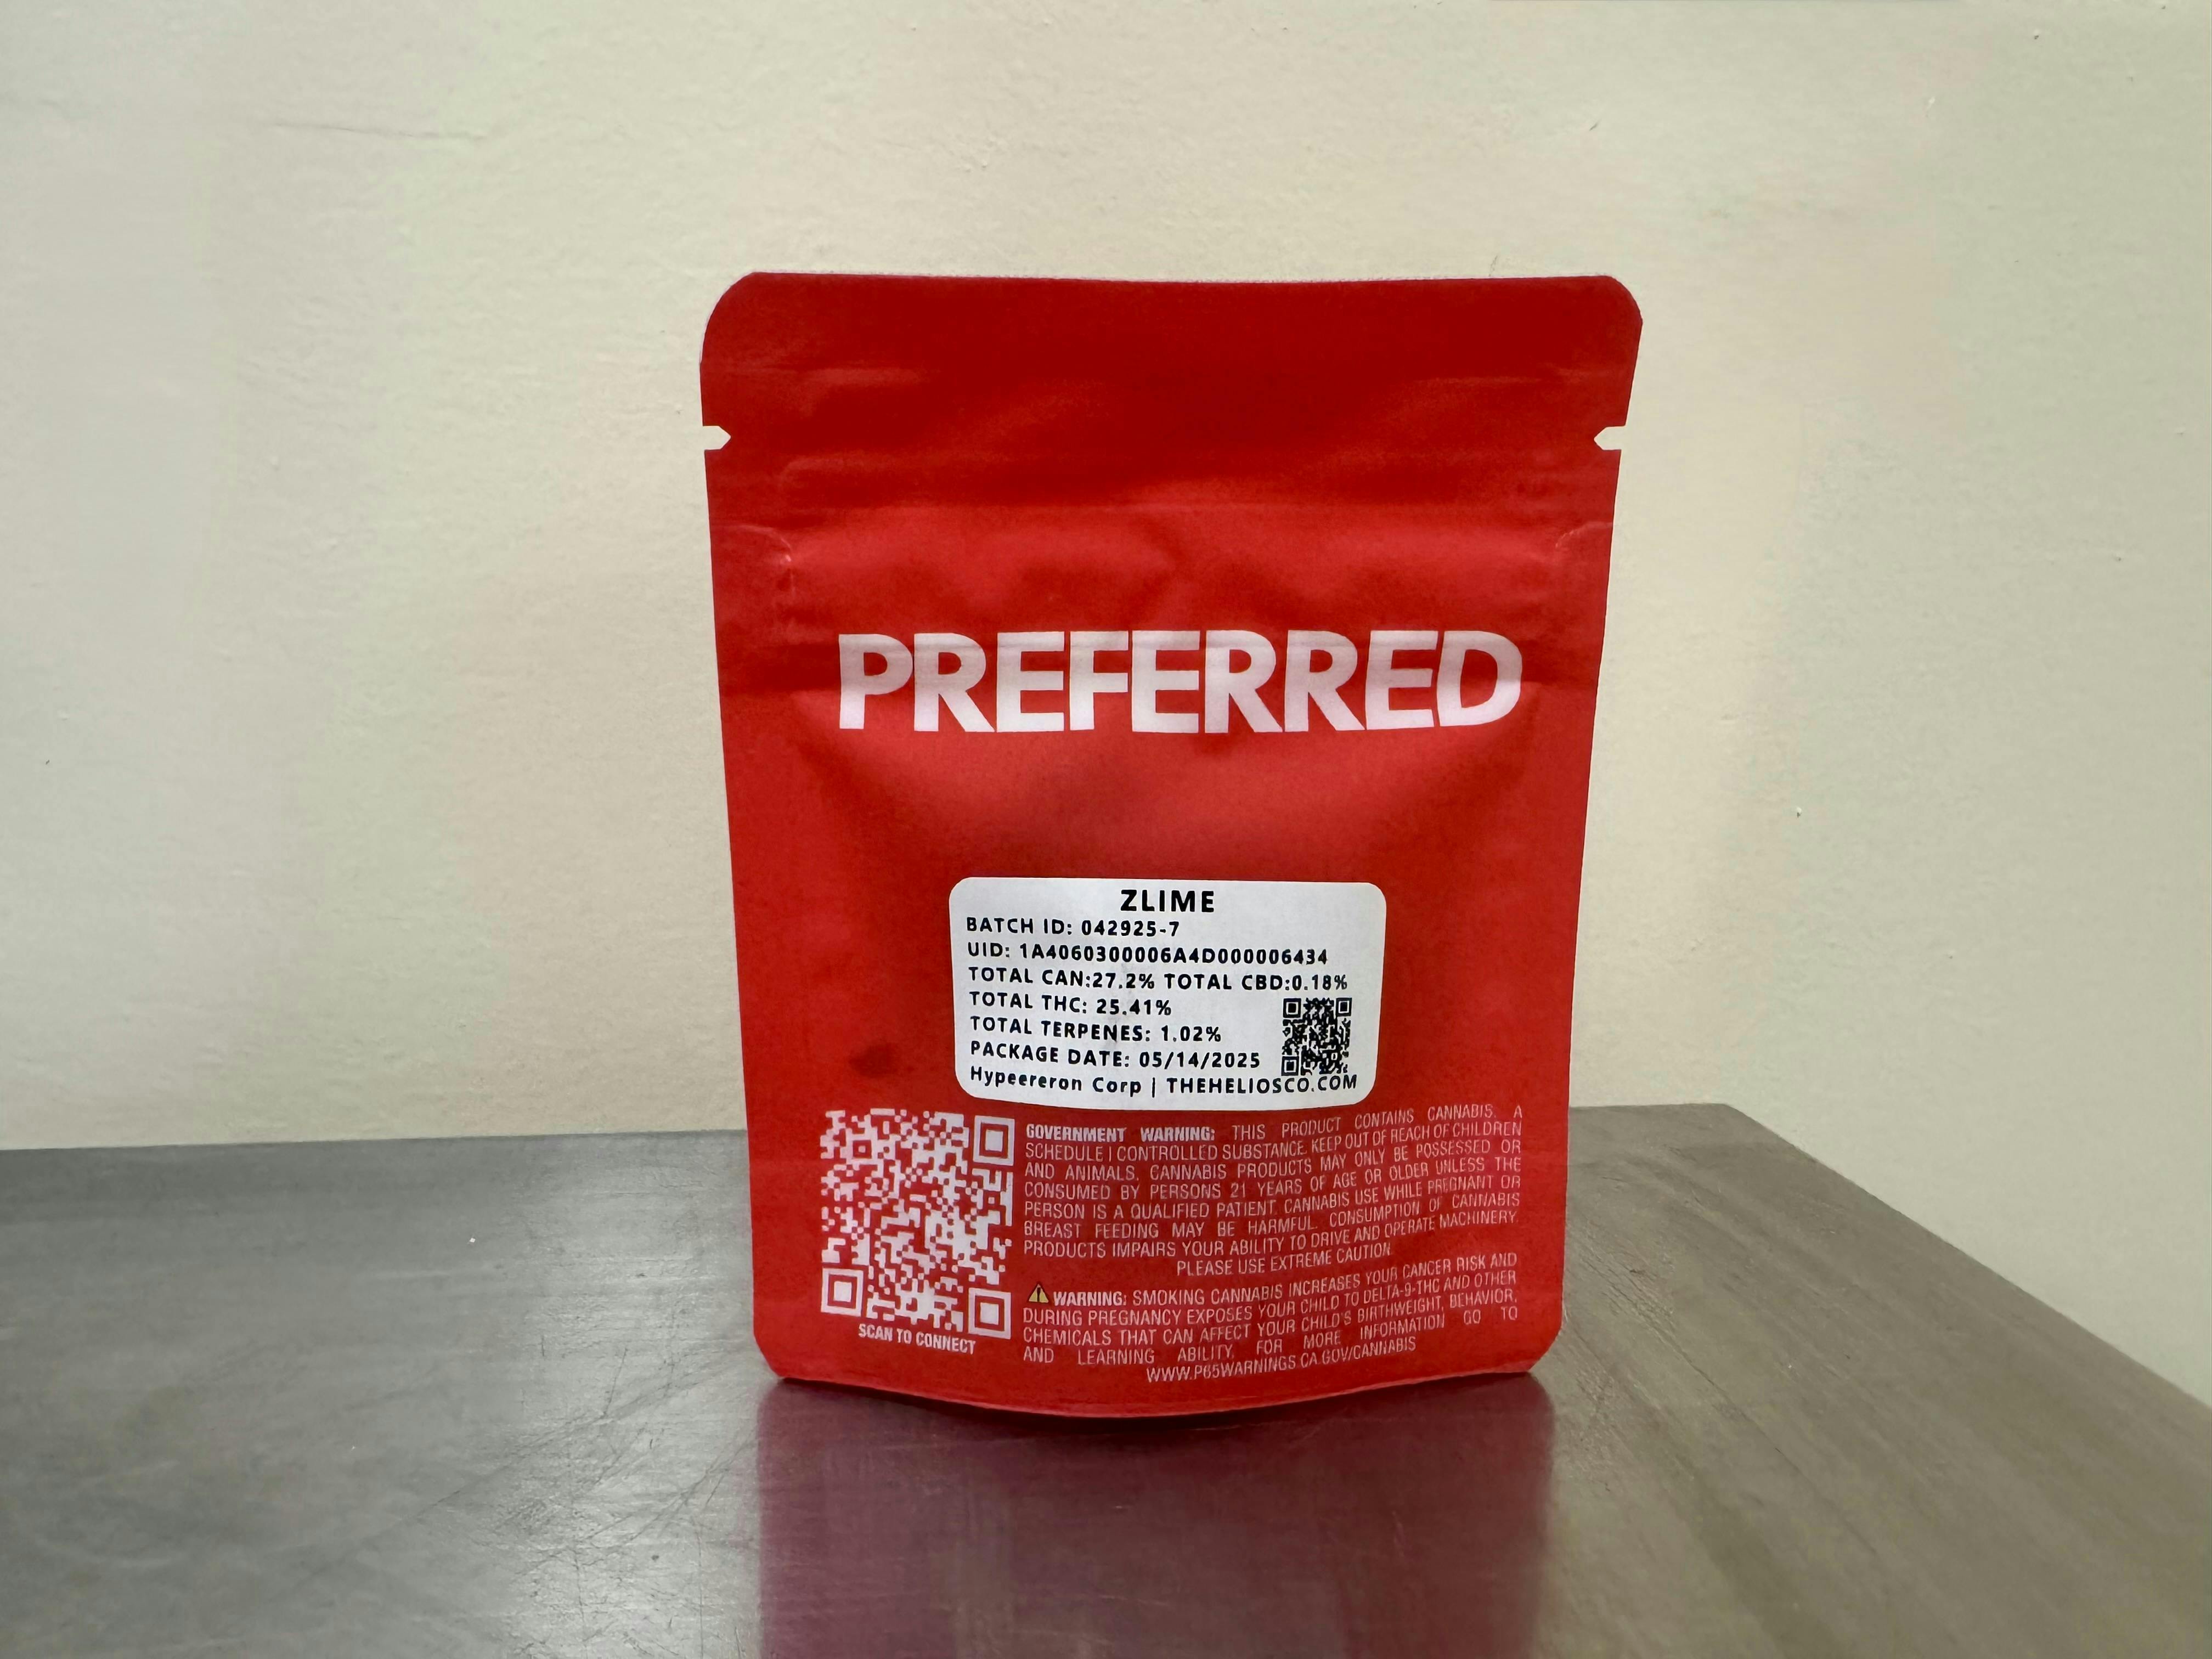 PREFERRED
ZLIME
BATCH ID: 042925-7
UID: 1A4060300006A4D000006434
TOTAL CAN:27.2% TOTAL CBD:0.18%
TOTAL THC: 25.41%
TOTAL TERPENES: 1.02%
PACKAGE DATE: 05/14/2025
Hypeereron Corp | THEHELIOSCO.COM
SCAN TO CONNECT
GOVERNMENT WARNING: THIS PRODUCT CONTAINS CANNABIS. A
SCHEDULE I CONTROLLED SUBSTANCE. KEEP OUT OF REACH OF CHILDREN
AND ANIMALS. CANNABIS PRODUCTS MAY ONLY BE POSSESSED OR
CONSUMED BY PERSONS 21 YEARS OF AGE OR OLDER UNLESS THE
PERSON IS A QUALIFIED PATIENT. CANNABIS USE WHILE PREGNANT OR
BREAST FEEDING MAY BE HARMFUL. CONSUMPTION OF CANNABIS
PRODUCTS IMPAIRS YOUR ABILITY TO DRIVE AND OPERATE MACHINERY.
PLEASE USE EXTREME CAUTION.
WARNING: SMOKING CANNABIS INCREASES YOUR CANCER RISK AND
DURING PREGNANCY EXPOSES YOUR CHILD TO DELTA-9-THC AND OTHER
CHEMICALS THAT CAN AFFECT YOUR CHILD'S BIRTHWEIGHT, BEHAVIOR,
AND LEARNING ABILITY. FOR MORE INFORMATION GO TO
WWW.P65WARNINGS.CA.GOV/CANNABIS